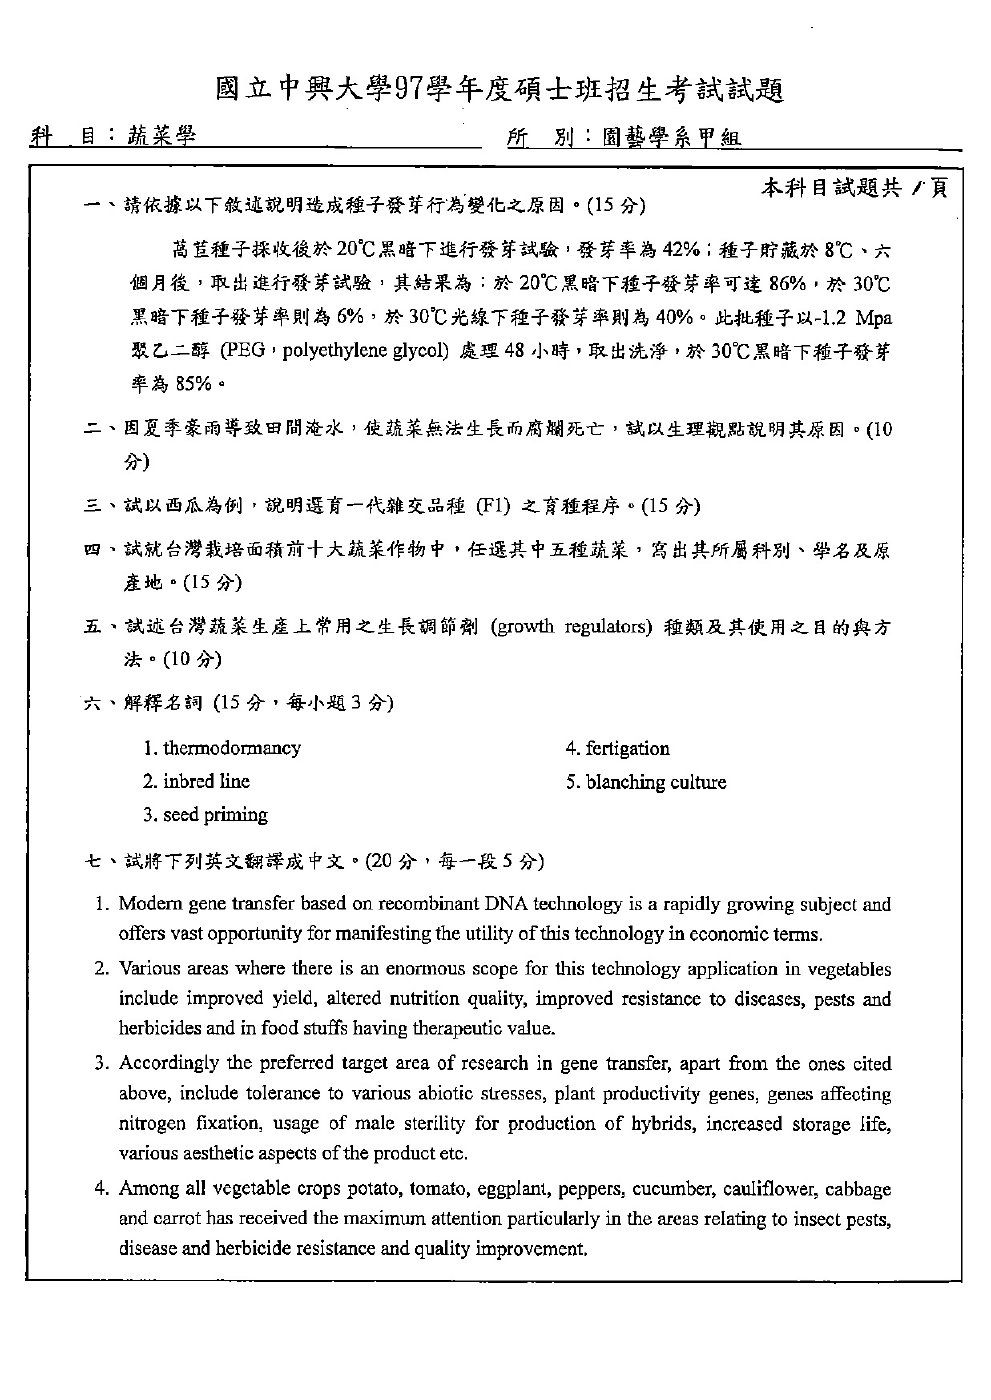 國立中興大學97學年度碩士班招生考試試題
科 目：蔬菜學 所 別：園藝學系甲組
本科目試題共 1 頁
一、請依據以下敘述說明造成種子發芽行為變化之原因。(15 分)
萵苣種子採收後於 20℃黑暗下進行發芽試驗，發芽率為 42%；種子貯藏於 8℃、六
個月後，取出進行發芽試驗，其結果為：於 20℃黑暗下種子發芽率可達 86%，於 30℃
黑暗下種子發芽率則為 6%，於 30℃光線下種子發芽率則為 40%。此批種子以-1.2 Mpa
聚乙二醇 (PEG，polyethylene glycol) 處理 48 小時，取出洗淨，於 30℃黑暗下種子發芽
率為 85%。
二、因夏季豪雨導致田間淹水，使蔬菜無法生長而腐爛死亡，試以生理觀點說明其原因。(10
分)
三、試以西瓜為例，說明選育一代雜交品種 (F1) 之育種程序。(15 分)
四、試就台灣栽培面積前十大蔬菜作物中，任選其中五種蔬菜，寫出其所屬科別、學名及原
產地。(15 分)
五、試述台灣蔬菜生產上常用之生長調節劑 (growth regulators) 種類及其使用之目的與方
法。(10 分)
六、解釋名詞 (15 分，每小題 3 分)
1. thermodormancy 4. fertigation
2. inbred line 5. blanching culture
3. seed priming
七、試將下列英文翻譯成中文。(20 分，每一段 5 分)
1. Modern gene transfer based on recombinant DNA technology is a rapidly growing subject and
offers vast opportunity for manifesting the utility of this technology in economic terms.
2. Various areas where there is an enormous scope for this technology application in vegetables
include improved yield, altered nutrition quality, improved resistance to diseases, pests and
herbicides and in food stuffs having therapeutic value.
3. Accordingly the preferred target area of research in gene transfer, apart from the ones cited
above, include tolerance to various abiotic stresses, plant productivity genes, genes affecting
nitrogen fixation, usage of male sterility for production of hybrids, increased storage life,
various aesthetic aspects of the product etc.
4. Among all vegetable crops potato, tomato, eggplant, peppers, cucumber, cauliflower, cabbage
and carrot has received the maximum attention particularly in the areas relating to insect pests,
disease and herbicide resistance and quality improvement.